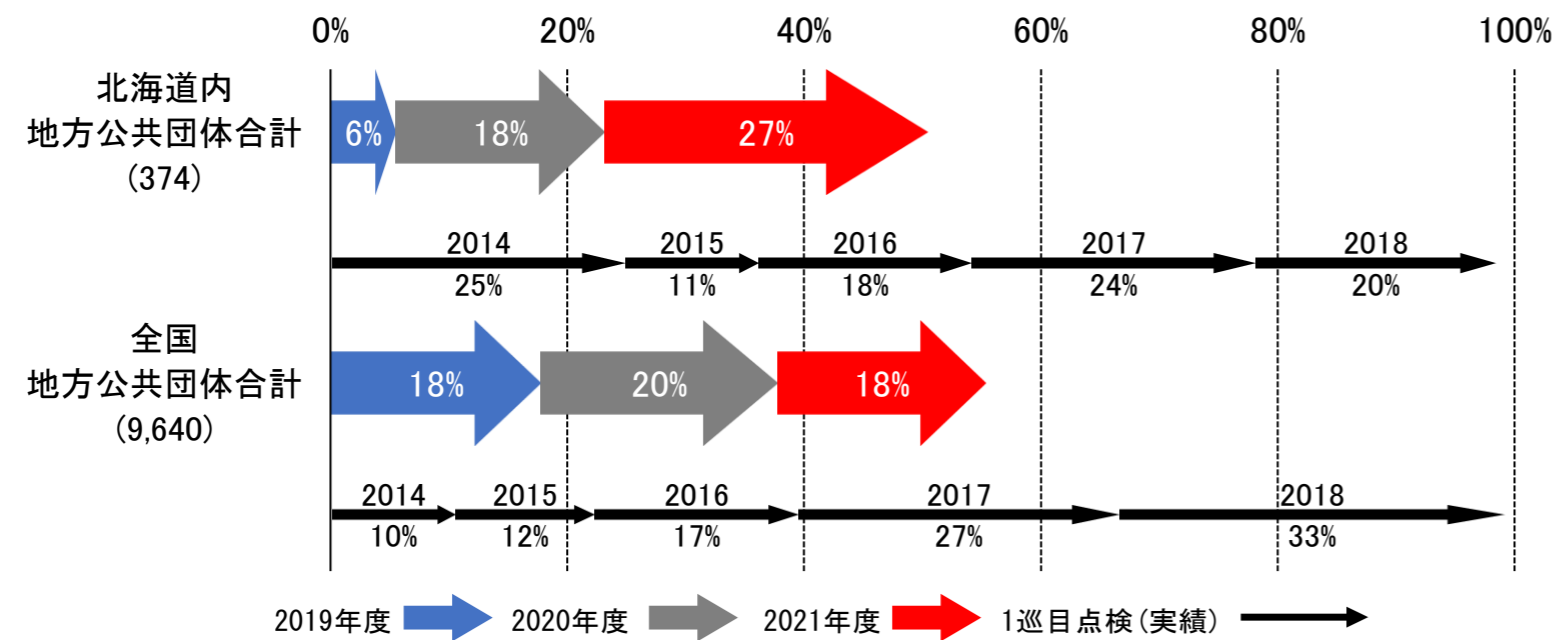 0% 20% 40% 60% 80% 100%
北海道内
地方公共団体合計
(374)
6% 18% 27%
2014 2015 2016 2017 2018
25% 11% 18% 24% 20%
全国
地方公共団体合計
(9,640)
18% 20% 18%
2014 2015 2016 2017 2018
10% 12% 17% 27% 33%
2019年度 2020年度 2021年度 1巡目点検(実績)